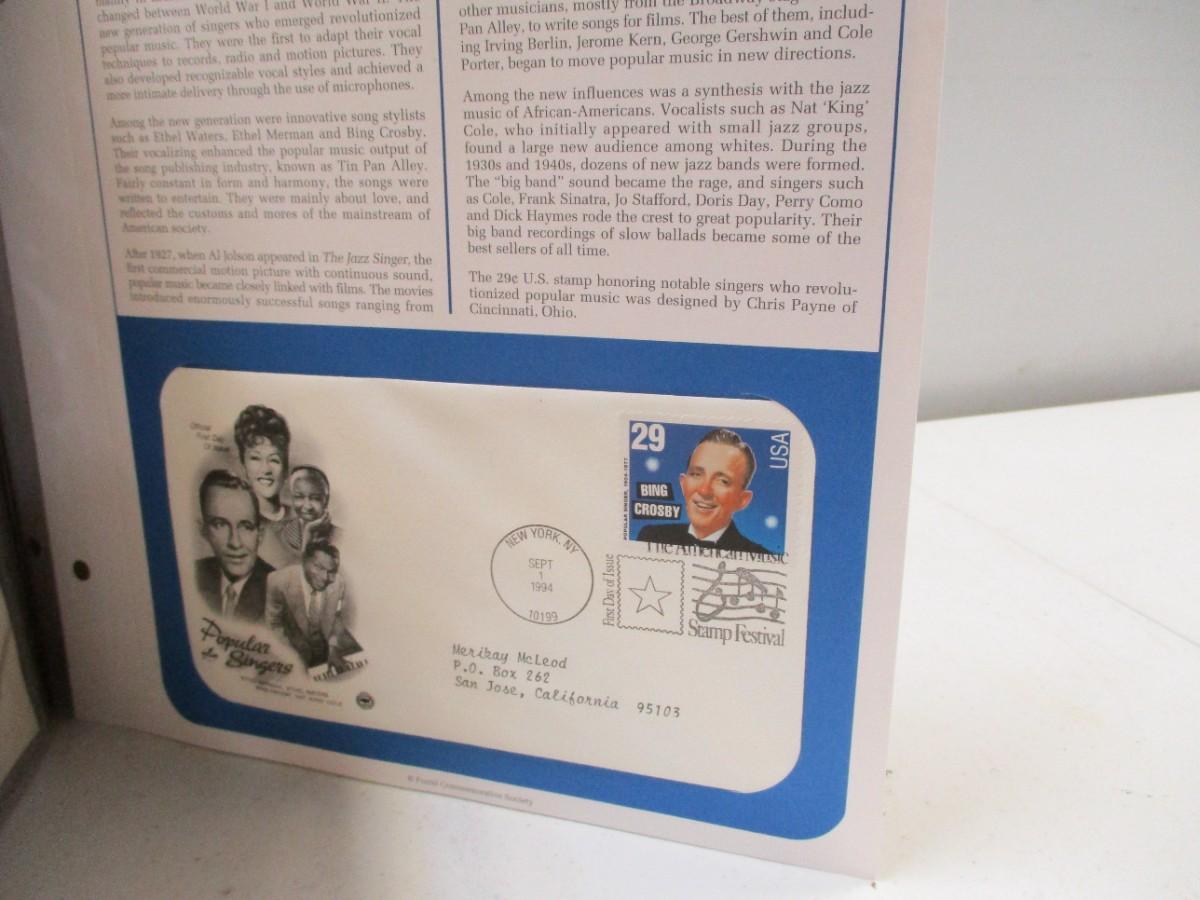 changed between World War I and World War II. The
new generation of singers who emerged revolutionized
popular music. They were the first to adapt their vocal
techniques to records, radio and motion pictures. They
also developed recognizable vocal styles and achieved a
more intimate delivery through the use of microphones.
Among the new generation were innovative song stylists
such as Ethel Waters, Ethel Merman and Bing Crosby.
Their vocalizing enhanced the popular music output of
the song publishing industry, known as Tin Pan Alley.
Fairly constant in form and harmony, the songs were
written to entertain. They were mainly about love, and
reflected the customs and mores of the mainstream of
American society.
After 1927, when Al Jolson appeared in The Jazz Singer, the
first commercial motion picture with continuous sound,
popular music became closely linked with films. The movies
introduced enormously successful songs ranging from
other musicians, mostly from the Broadway
Pan Alley, to write songs for films. The best of them, includ-
ing Irving Berlin, Jerome Kern, George Gershwin and Cole
Porter, began to move popular music in new directions.
Among the new influences was a synthesis with the jazz
music of African-Americans. Vocalists such as Nat ‘King’
Cole, who initially appeared with small jazz groups,
found a large new audience among whites. During the
1930s and 1940s, dozens of new jazz bands were formed.
The “big band” sound became the rage, and singers such
as Cole, Frank Sinatra, Jo Stafford, Doris Day, Perry Como
and Dick Haymes rode the crest to great popularity. Their
big band recordings of slow ballads became some of the
best sellers of all time.
The 29¢ U.S. stamp honoring notable singers who revolu-
tionized popular music was designed by Chris Payne of
Cincinnati, Ohio.
Official
First Day
Of Issue
Popular
Singers
29
USA
POPULAR SINGER, 1904-1977
BING
CROSBY
NEW YORK, NY
SEPT
1
1994
10199
First Day of Issue
The American Music
Stamp Festival
Merikay McLeod
P.O. Box 262
San Jose, California 95103
© Postal Commemorative Society